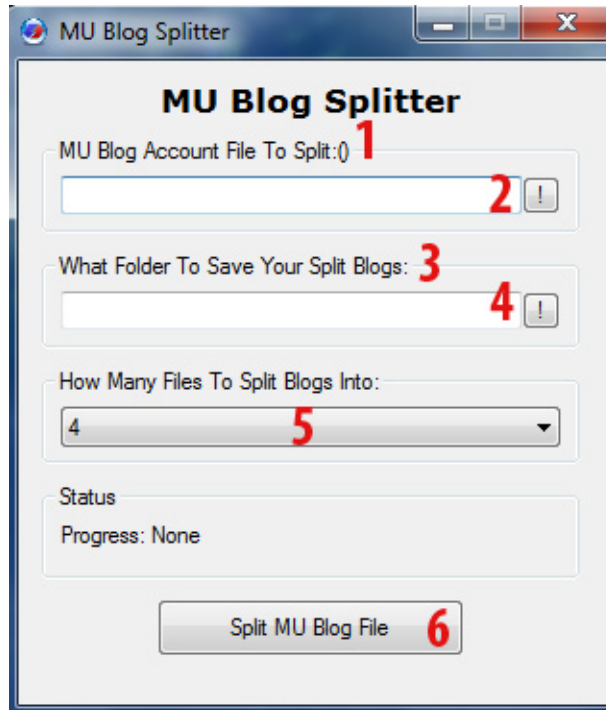 MU Blog Splitter
MU Blog Splitter
MU Blog Account File To Split:() 1
2 !
What Folder To Save Your Split Blogs: 3
4 !
How Many Files To Split Blogs Into:
4 5
Status
Progress: None
Split MU Blog File 6